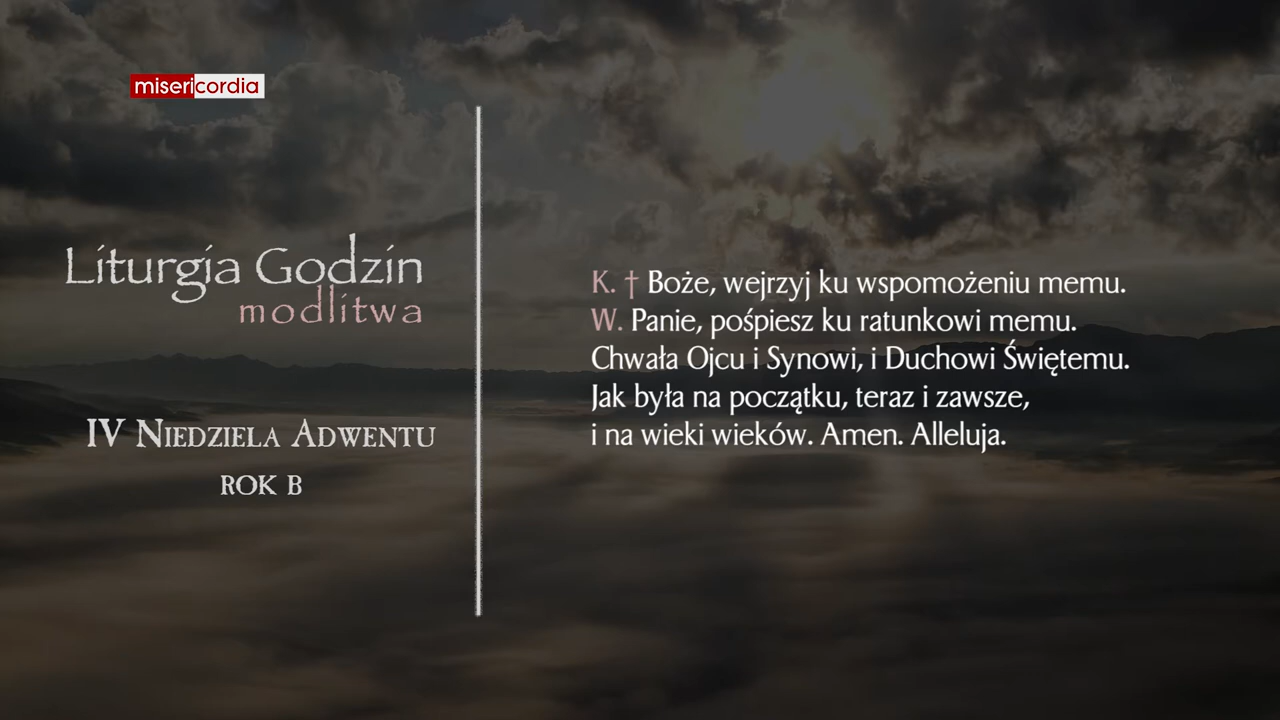 misericordia
Liturgia Godzin
modlitwa
IV Niedziela Adwentu
ROK B
K. † Boże, wejrzyj ku wspomożeniu memu.
W. Panie, pośpiesz ku ratunkowi memu.
Chwała Ojcu i Synowi, i Duchowi Świętemu.
Jak była na początku, teraz i zawsze,
i na wieki wieków. Amen. Alleluja.